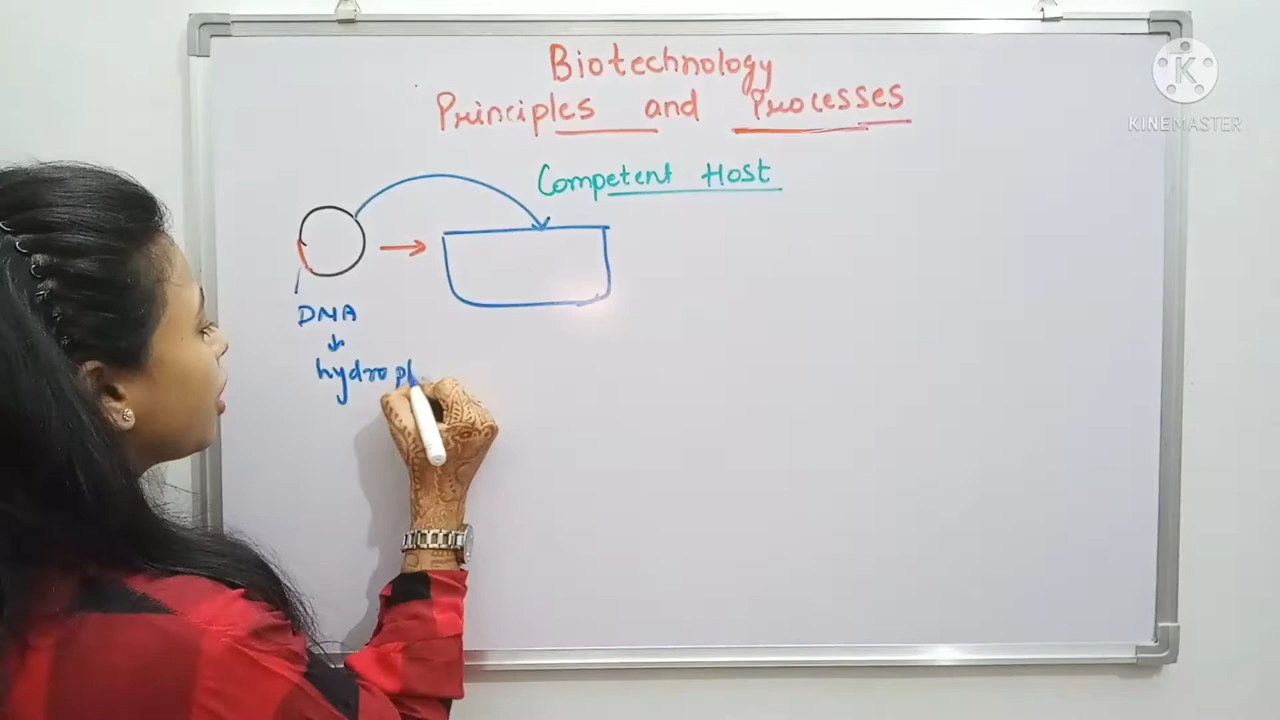 Biotechnology
Principles and Processes
Competent Host
DNA
hydroph
K
KINEMASTER